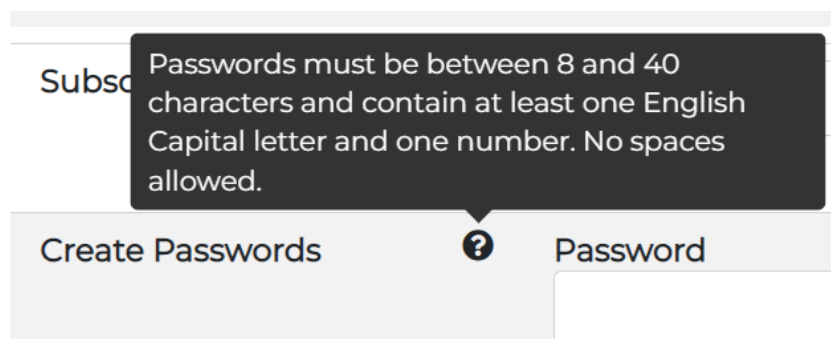 Passwords must be between 8 and 40
characters and contain at least one English
Capital letter and one number. No spaces
allowed.
Subsc
Create Passwords ?
Password